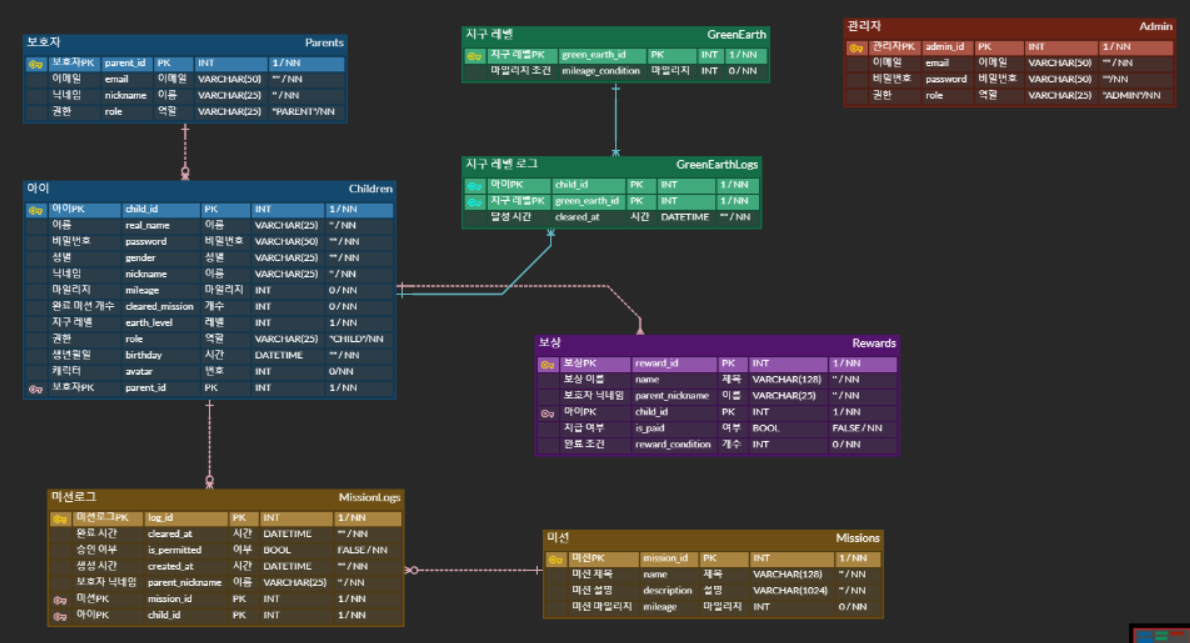 보호자 Parents
보호자PK parent_id PK INT 1/NN
이메일 email 이메일 VARCHAR(50) ""/NN
닉네임 nickname 이름 VARCHAR(25) "/NN
권한 role 역할 VARCHAR(25) "PARENT"/NN
지구 레벨 GreenEarth
지구 레벨PK green_earth_id PK INT 1/NN
마일리지 조건 mileage_condition 마일리지 INT 0/NN
관리자 Admin
관리자PK admin_id PK INT 1/NN
이메일 email 이메일 VARCHAR(50) ""/NN
비밀번호 password 비밀번호 VARCHAR(50) ""/NN
권한 role 역할 VARCHAR(25) "ADMIN"/NN
아이 Children
아이PK child_id PK INT 1/NN
이름 real_name 이름 VARCHAR(25) "/NN
비밀번호 password 비밀번호 VARCHAR(50) ""/NN
성별 gender 성별 VARCHAR(25) ""/NN
닉네임 nickname 이름 VARCHAR(25) "/NN
마일리지 mileage 마일리지 INT 0/NN
완료 미션 개수 cleared_mission 개수 INT 0/NN
지구 레벨 earth_level 레벨 INT 1/NN
권한 role 역할 VARCHAR(25) "CHILD"/NN
생년월일 birthday 시간 DATETIME ""/NN
캐릭터 avatar 번호 INT 0/NN
보호자PK parent_id PK INT 1/NN
지구 레벨 로그 GreenEarthLogs
아이PK child_id PK INT 1/NN
지구 레벨PK green_earth_id PK INT 1/NN
달성 시간 cleared_at 시간 DATETIME ""/NN
보상 Rewards
보상PK reward_id PK INT 1/NN
보상 이름 name 제목 VARCHAR(128) "/NN
보호자 닉네임 parent_nickname 이름 VARCHAR(25) "/NN
아이PK child_id PK INT 1/NN
지급 여부 is_paid 여부 BOOL FALSE/NN
완료 조건 reward_condition 개수 INT 0/NN
미션로그 MissionLogs
미션로그PK log_id PK INT 1/NN
완료 시간 cleared_at 시간 DATETIME ""/NN
승인 여부 is_permitted 여부 BOOL FALSE/NN
생성 시간 created_at 시간 DATETIME ""/NN
보호자 닉네임 parent_nickname 이름 VARCHAR(25) "/NN
미션PK mission_id PK INT 1/NN
아이PK child_id PK INT 1/NN
미션 Missions
미션PK mission_id PK INT 1/NN
미션 제목 name 제목 VARCHAR(128) "/NN
미션 설명 description 설명 VARCHAR(1024) "/NN
미션 마일리지 mileage 마일리지 INT 0/NN